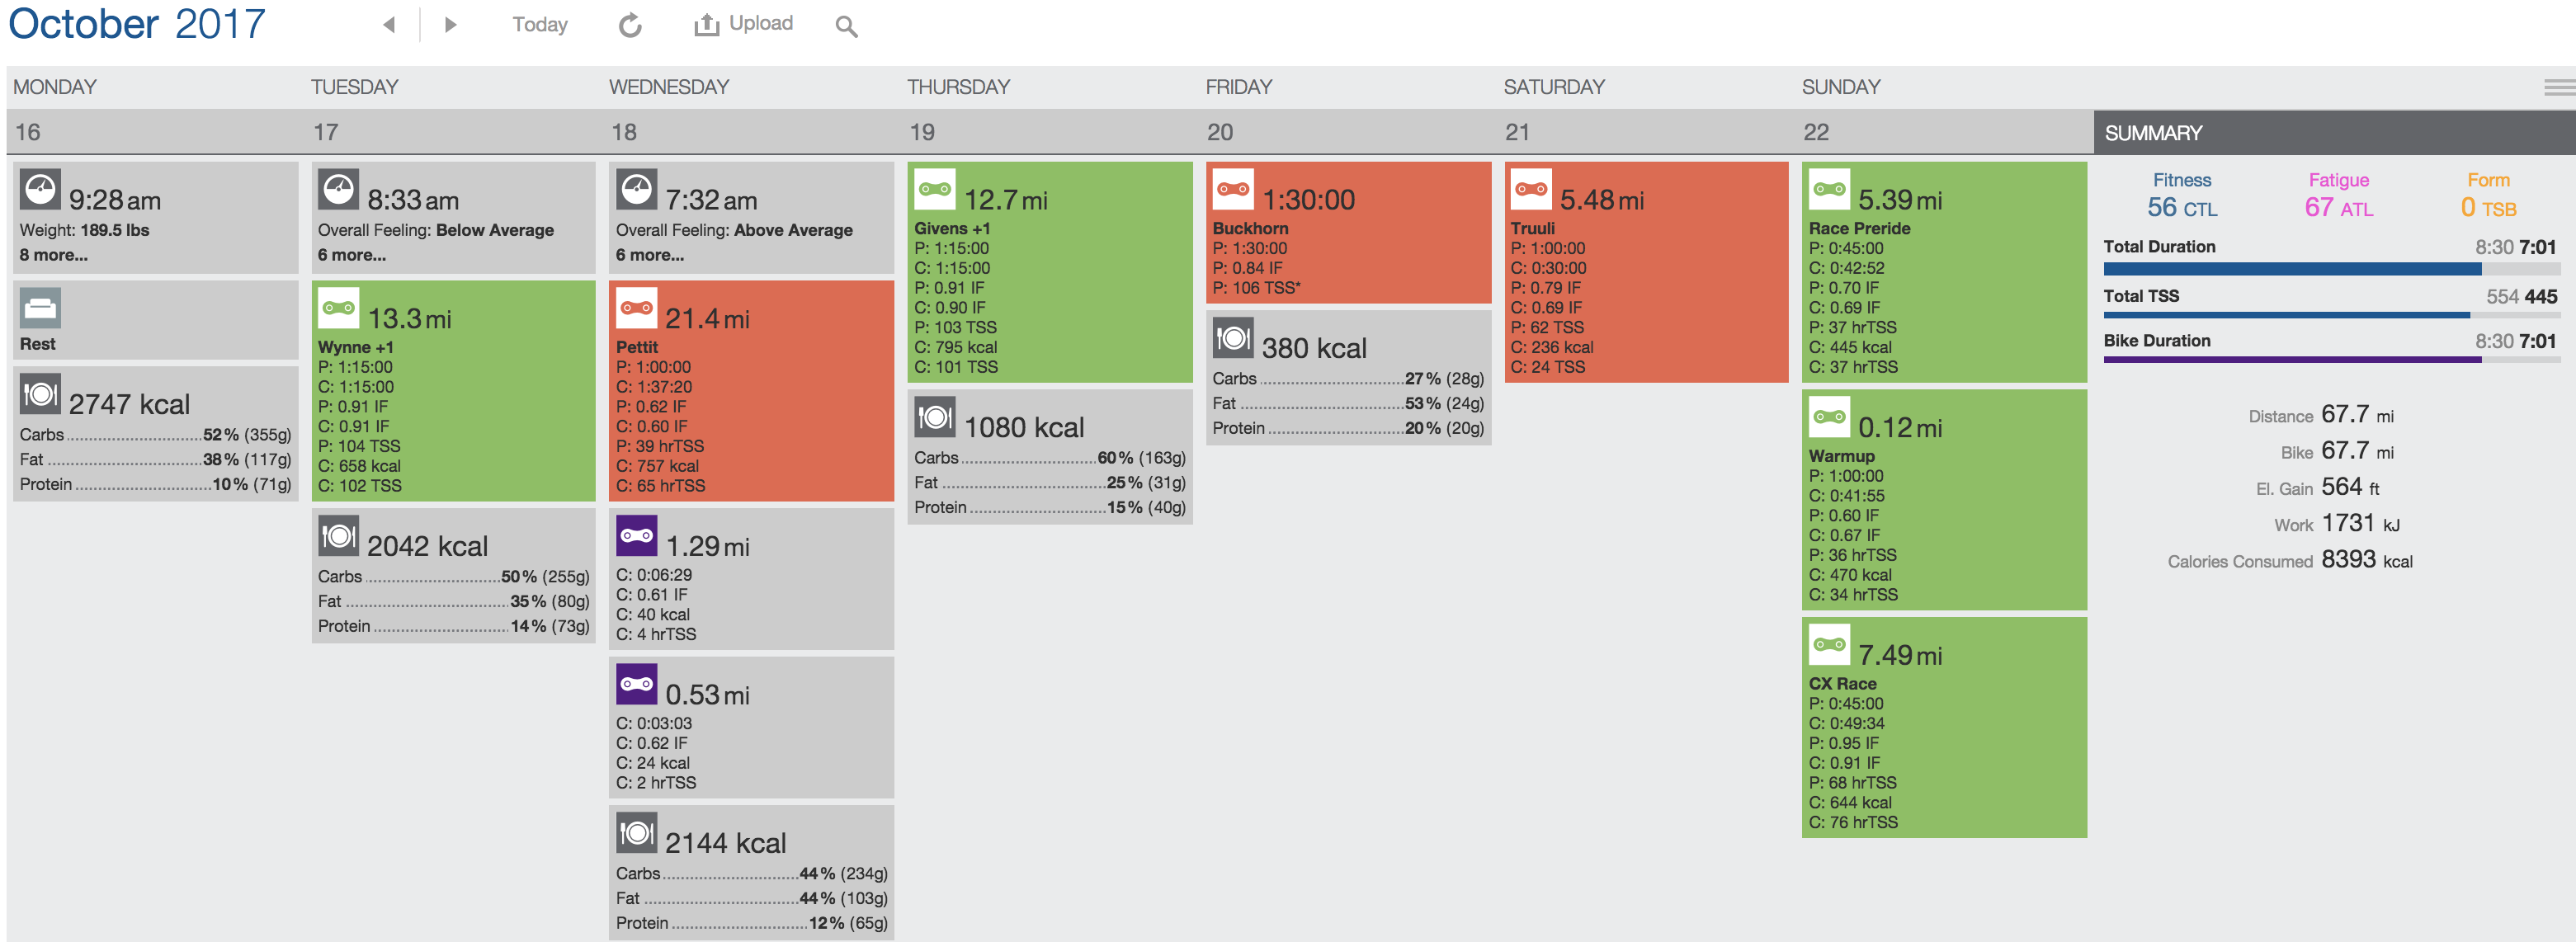 October 2017
Today
Upload
MONDAY
TUESDAY
WEDNESDAY
THURSDAY
FRIDAY
SATURDAY
SUNDAY
16
17
18
19
20
21
22
SUMMARY
9:28 am
Weight: 189.5 lbs
8 more...
Rest
2747 kcal
Carbs 52% (355g)
Fat 38% (117g)
Protein 10% (71g)
8:33 am
Overall Feeling: Below Average
6 more...
13.3 mi
Wynne +1
P: 1:15:00
C: 1:15:00
P: 0.91 IF
C: 0.91 IF
P: 104 TSS
C: 658 kcal
C: 102 TSS
2042 kcal
Carbs 50% (255g)
Fat 35% (80g)
Protein 14% (73g)
7:32 am
Overall Feeling: Above Average
6 more...
21.4 mi
Pettit
P: 1:00:00
C: 1:37:20
P: 0.62 IF
C: 0.60 IF
P: 39 hrTSS
C: 757 kcal
C: 65 hrTSS
1.29 mi
C: 0:06:29
C: 0.61 IF
C: 40 kcal
C: 4 hrTSS
0.53 mi
C: 0:03:03
C: 0.62 IF
C: 24 kcal
C: 2 hrTSS
2144 kcal
Carbs 44% (234g)
Fat 44% (103g)
Protein 12% (65g)
12.7 mi
Givens +1
P: 1:15:00
C: 1:15:00
P: 0.91 IF
C: 0.90 IF
P: 103 TSS
C: 795 kcal
C: 101 TSS
1080 kcal
Carbs 60% (163g)
Fat 25% (31g)
Protein 15% (40g)
1:30:00
Buckhorn
P: 1:30:00
P: 0.84 IF
P: 106 TSS*
380 kcal
Carbs 27% (28g)
Fat 53% (24g)
Protein 20% (20g)
5.48 mi
Truuli
P: 1:00:00
C: 0:30:00
P: 0.79 IF
C: 0.69 IF
P: 62 TSS
C: 236 kcal
C: 24 TSS
5.39 mi
Race Preride
P: 0:45:00
C: 0:42:52
P: 0.70 IF
C: 0.69 IF
P: 37 hrTSS
C: 445 kcal
C: 37 hrTSS
0.12 mi
Warmup
P: 1:00:00
C: 0:41:55
P: 0.60 IF
C: 0.67 IF
P: 36 hrTSS
C: 470 kcal
C: 34 hrTSS
7.49 mi
CX Race
P: 0:45:00
C: 0:49:34
P: 0.95 IF
C: 0.91 IF
P: 68 hrTSS
C: 644 kcal
C: 76 hrTSS
Fitness
56 CTL
Fatigue
67 ATL
Form
0 TSB
Total Duration 8:30 7:01
Total TSS 554 445
Bike Duration 8:30 7:01
Distance 67.7 mi
Bike 67.7 mi
El. Gain 564 ft
Work 1731 kJ
Calories Consumed 8393 kcal